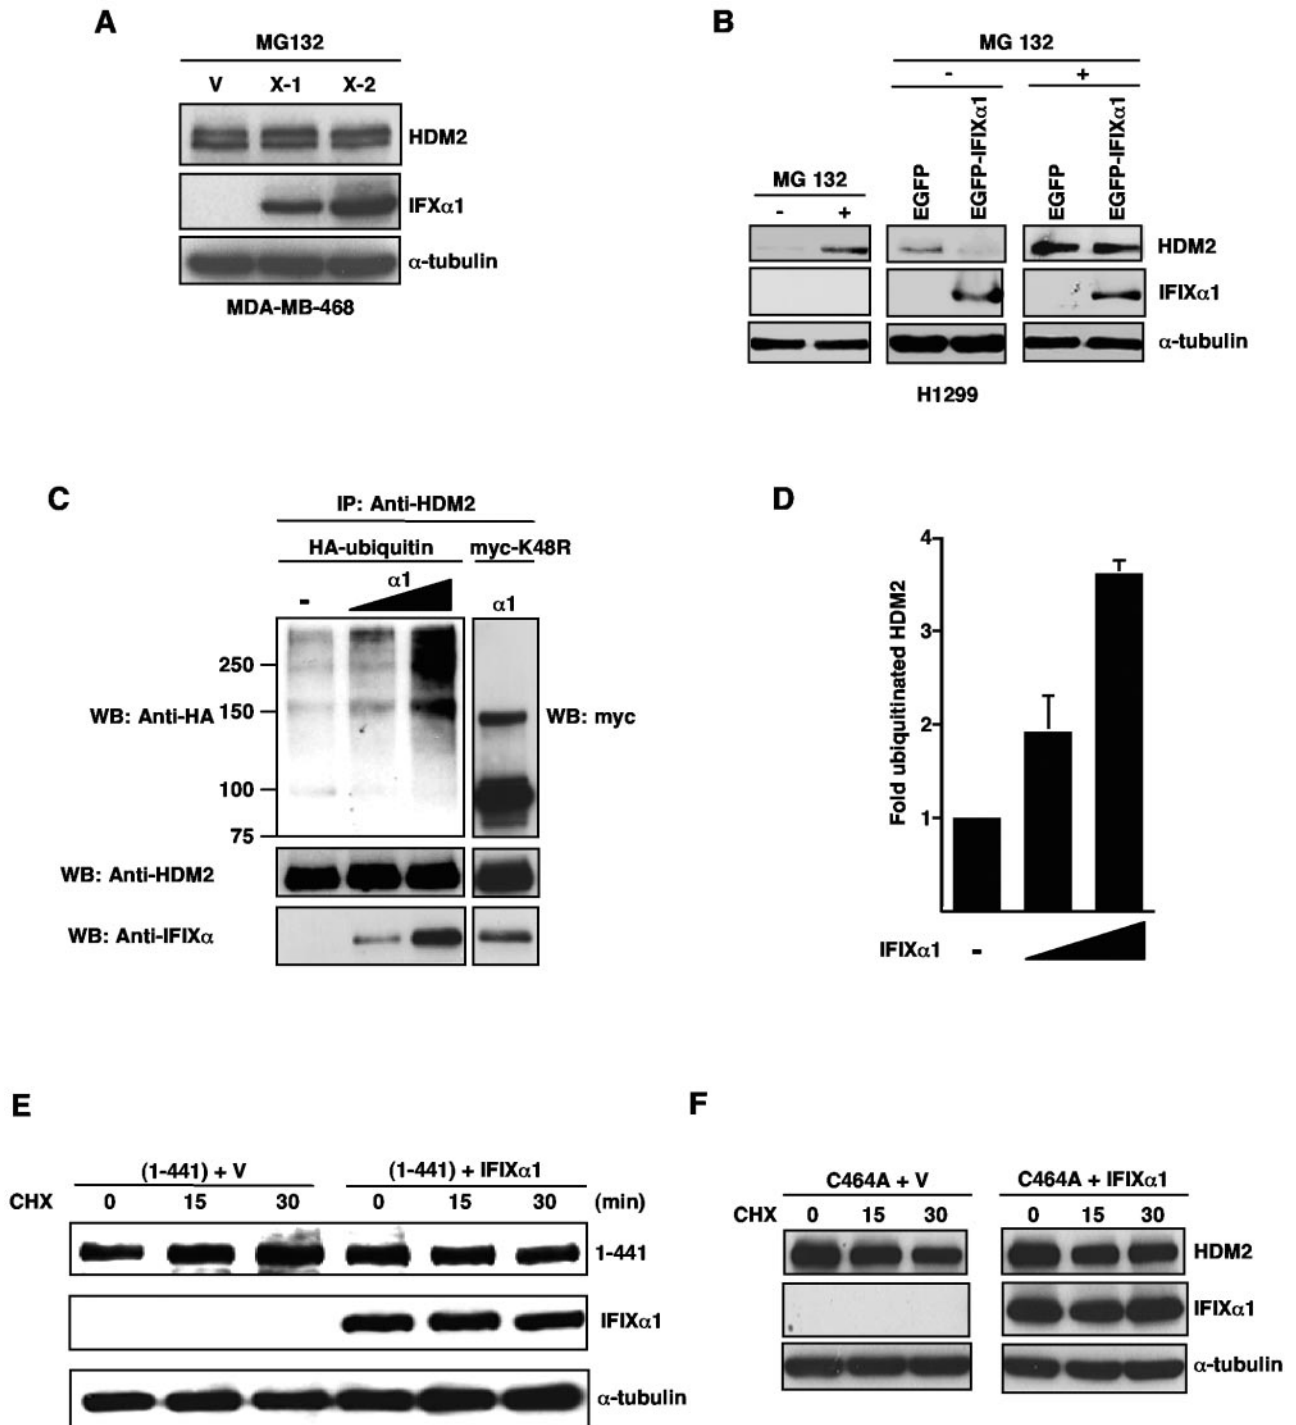 A
MG132
V X-1 X-2
HDM2
IFXα1
α-tubulin
MDA-MB-468
B
MG 132
- +
MG 132
- +
EGFP EGFP-IFIXα1 EGFP EGFP-IFIXα1
HDM2
IFIXα1
α-tubulin
H1299
C
IP: Anti-HDM2
HA-ubiquitin myc-K48R
- α1 α1
250
WB: Anti-HA 150 WB: myc
100
75
WB: Anti-HDM2
WB: Anti-IFIXα
D
Fold ubiquitinated HDM2
4
3
2
1
IFIXα1 -
E
(1-441) + V (1-441) + IFIXα1
CHX 0 15 30 0 15 30 (min)
1-441
IFIXα1
α-tubulin
F
C464A + V C464A + IFIXα1
CHX 0 15 30 0 15 30
HDM2
IFIXα1
α-tubulin